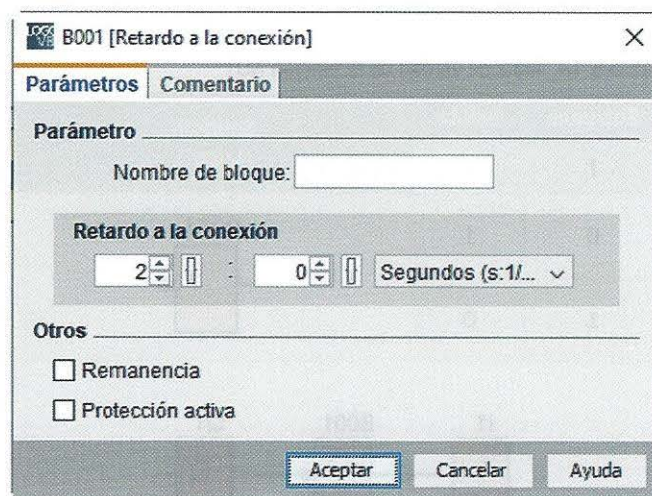 B001 [Retardo a la conexión]
Parámetros Comentario
Parámetro
Nombre de bloque:
Retardo a la conexión
2 : 0 Segundos (s:1/...
Otros
Remanencia
Protección activa
Aceptar Cancelar Ayuda